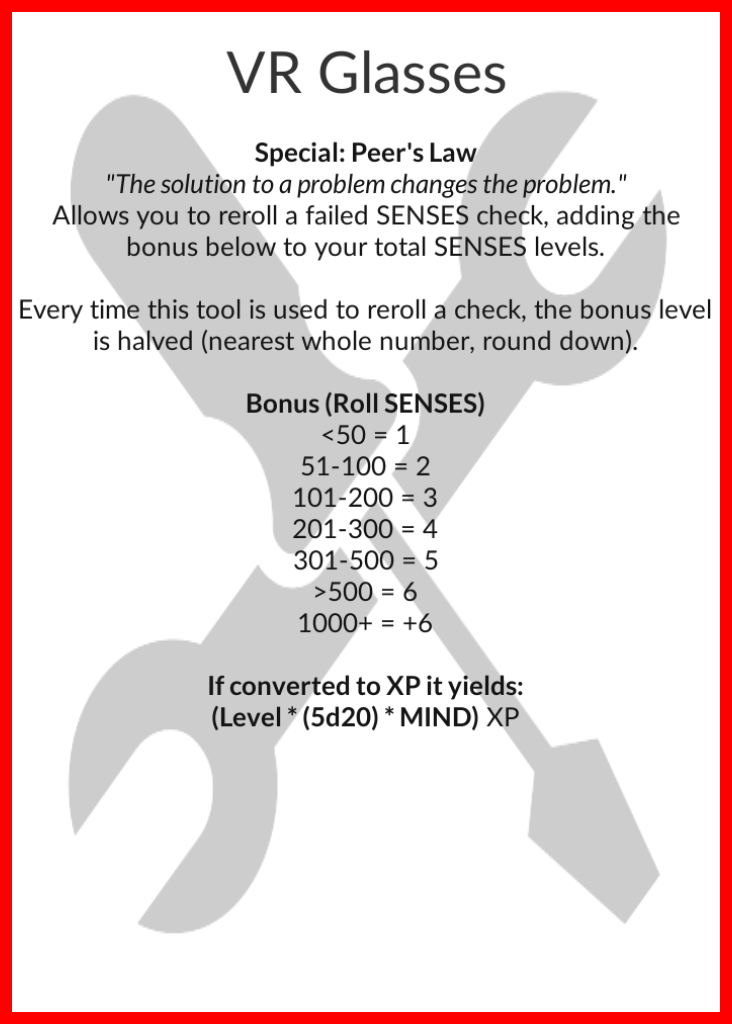 VR Glasses
Special: Peer's Law
"The solution to a problem changes the problem."
Allows you to reroll a failed SENSES check, adding the
bonus below to your total SENSES levels.
Every time this tool is used to reroll a check, the bonus level
is halved (nearest whole number, round down).
Bonus (Roll SENSES)
<50 = 1
51-100 = 2
101-200 = 3
201-300 = 4
301-500 = 5
>500 = 6
1000+ = +6
If converted to XP it yields:
(Level * (5d20) * MIND) XP